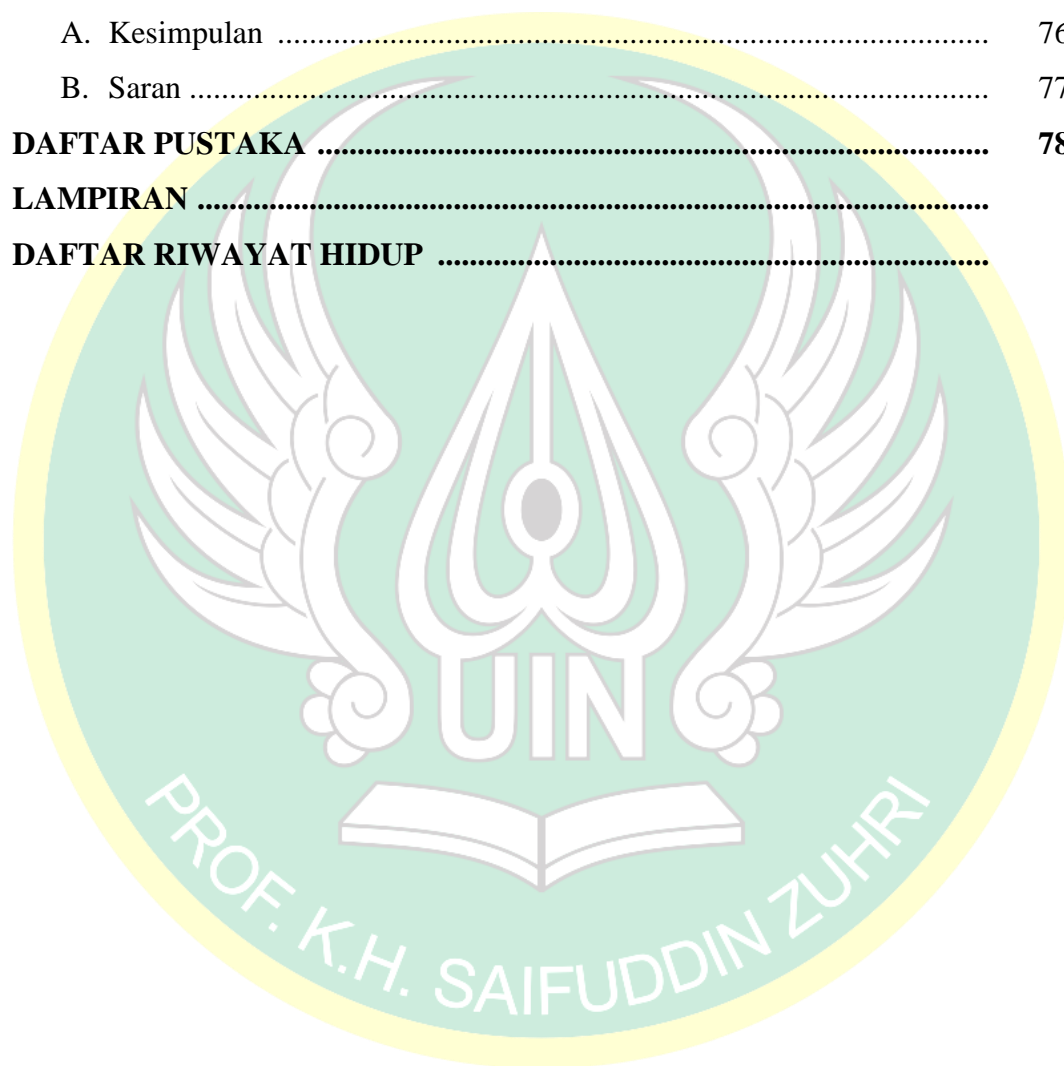 A. Kesimpulan ......................................................................................... 76
B. Saran .................................................................................................... 77
DAFTAR PUSTAKA .................................................................................... 78
LAMPIRAN ...................................................................................................
DAFTAR RIWAYAT HIDUP .....................................................................
UIN
PROF. K.H. SAIFUDDIN ZUHRI